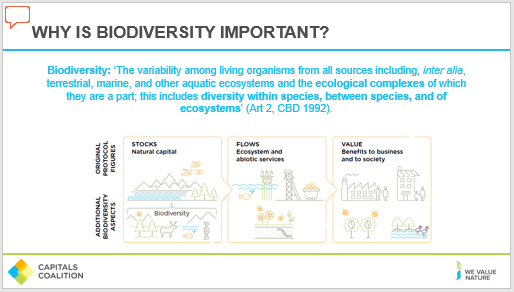 WHY IS BIODIVERSITY IMPORTANT?
Biodiversity: ‘The variability among living organisms from all sources including, inter alia,
terrestrial, marine, and other aquatic ecosystems and the ecological complexes of which
they are a part; this includes diversity within species, between species, and of
ecosystems’ (Art 2, CBD 1992).
ORIGINAL
PROTOCOL
FIGURES
STOCKS
Natural capital
FLOWS
Ecosystem and
abiotic services
VALUE
Benefits to business
and to society
ADDITIONAL
BIODIVERSITY
ASPECTS
Biodiversity
CAPITALS
COALITION
WE VALUE
NATURE